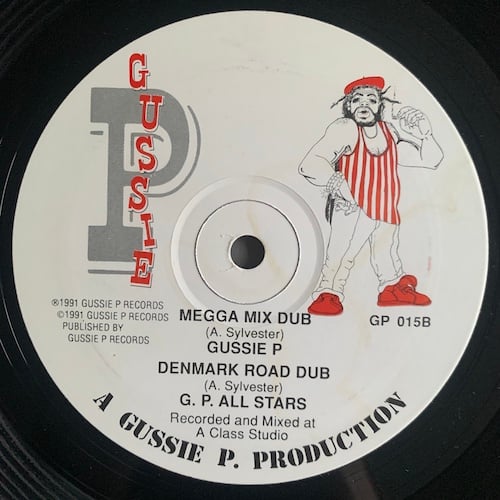 GUSSIE
P
℗1991 GUSSIE P RECORDS
©1991 GUSSIE P RECORDS
PUBLISHED BY
GUSSIE P RECORDS
GP 015B
MEGGA MIX DUB
(A. Sylvester)
GUSSIE P
DENMARK ROAD DUB
(A. Sylvester)
G. P. ALL STARS
Recorded and Mixed at
A Class Studio
A GUSSIE P. PRODUCTION